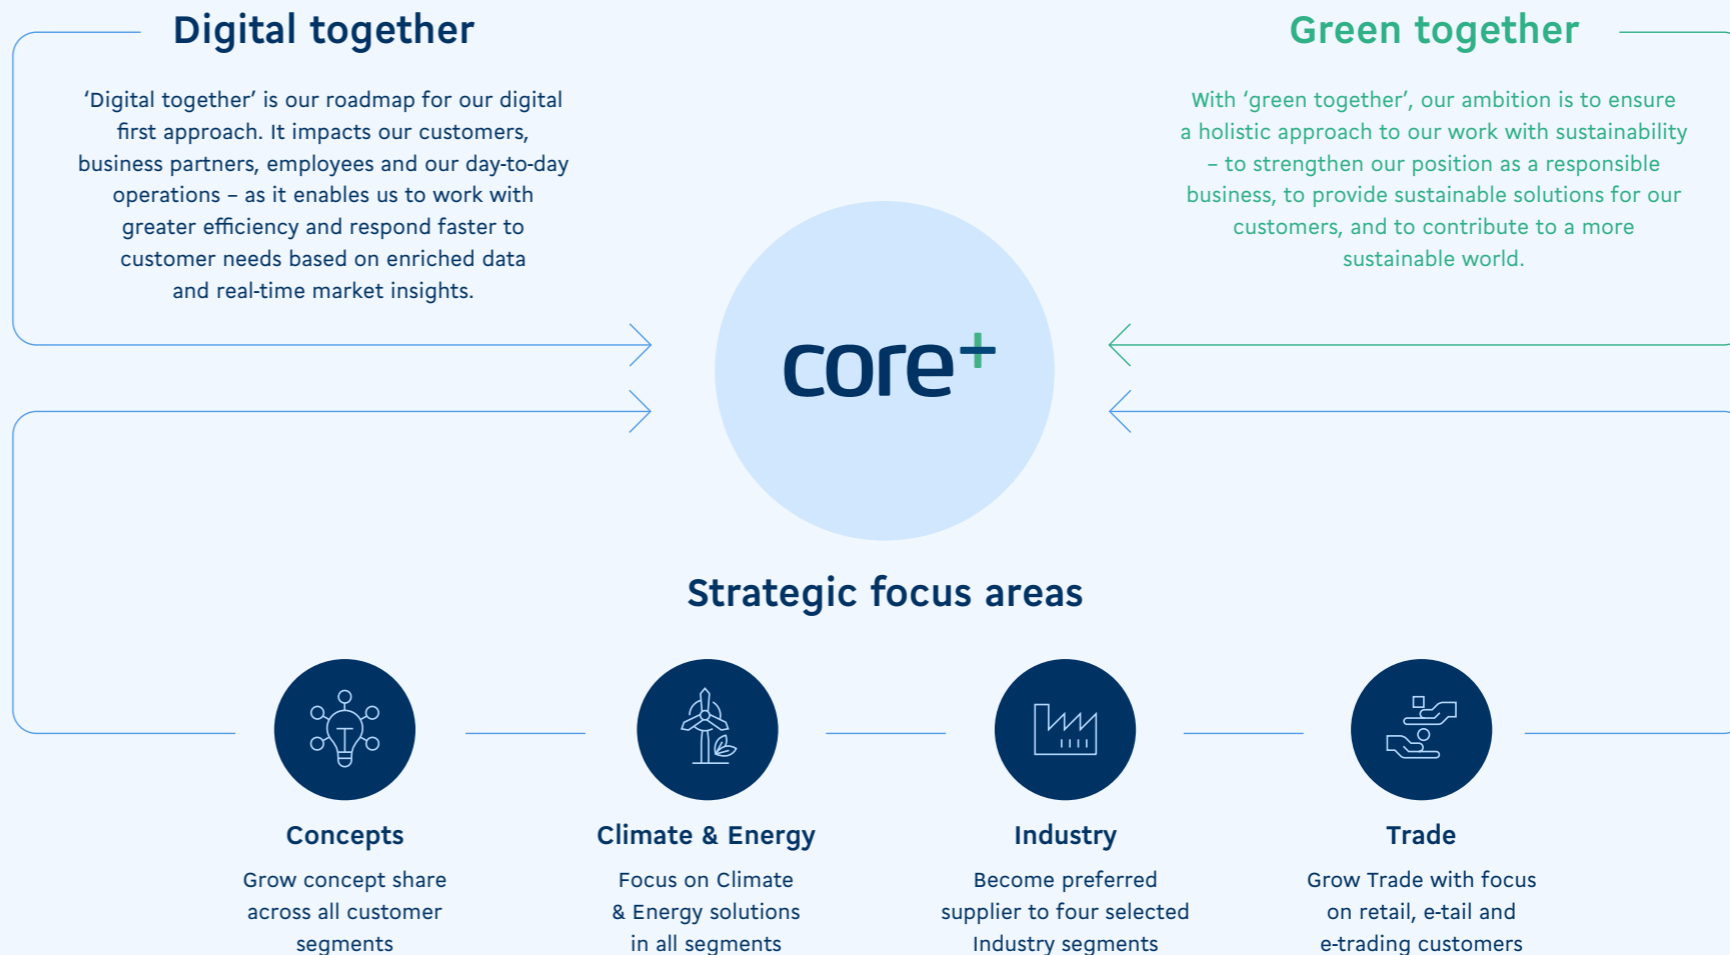 Digital together
‘Digital together’ is our roadmap for our digital
first approach. It impacts our customers,
business partners, employees and our day-to-day
operations – as it enables us to work with
greater efficiency and respond faster to
customer needs based on enriched data
and real-time market insights.
Green together
With ‘green together’, our ambition is to ensure
a holistic approach to our work with sustainability
– to strengthen our position as a responsible
business, to provide sustainable solutions for our
customers, and to contribute to a more
sustainable world.
core+
Strategic focus areas
Concepts
Grow concept share
across all customer
segments
Climate & Energy
Focus on Climate
& Energy solutions
in all segments
Industry
Become preferred
supplier to four selected
Industry segments
Trade
Grow Trade with focus
on retail, e-tail and
e-trading customers